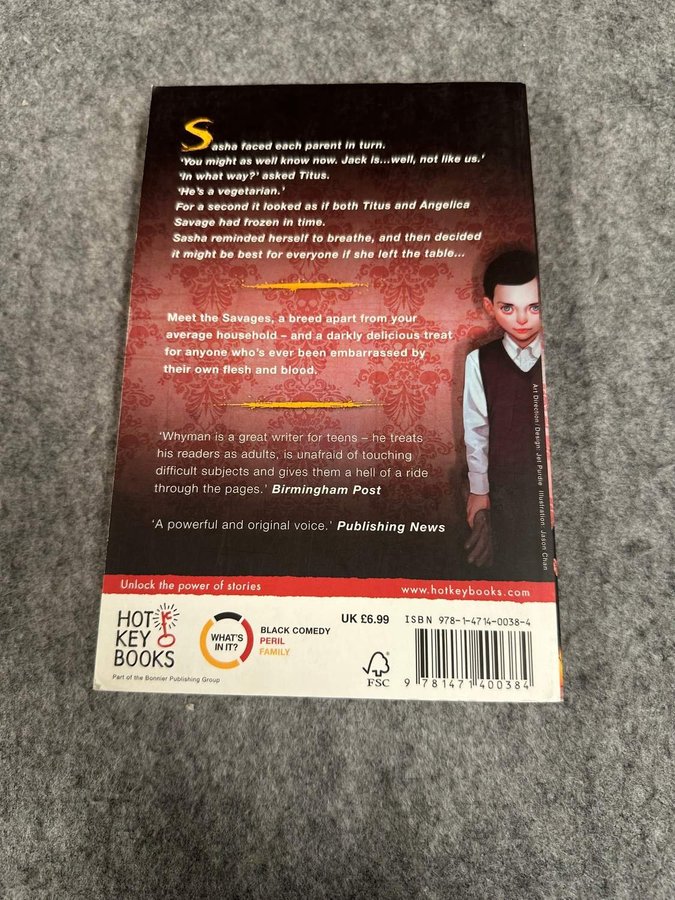 Sasha faced each parent in turn.
'You might as well know now. Jack is...well, not like us.'
'In what way?' asked Titus.
'He's a vegetarian.'
For a second it looked as if both Titus and Angelica
Savage had frozen in time.
Sasha reminded herself to breathe, and then decided
it might be best for everyone if she left the table...
Meet the Savages, a breed apart from your
average household – and a darkly delicious treat
for anyone who's ever been embarrassed by
their own flesh and blood.
'Whyman is a great writer for teens – he treats
his readers as adults, is unafraid of touching
difficult subjects and gives them a hell of a ride
through the pages.' Birmingham Post
'A powerful and original voice.' Publishing News
Art Direction Design: Jet Purdie Illustration: Jason Chan
Unlock the power of stories
www.hotkeybooks.com
HOT
KEY
BOOKS
Part of the Bonnier Publishing Group
WHAT'S
IN IT?
BLACK COMEDY
PERIL
FAMILY
UK £6.99
FSC
ISBN 978-1-4714-0038-4
9 781471 400384